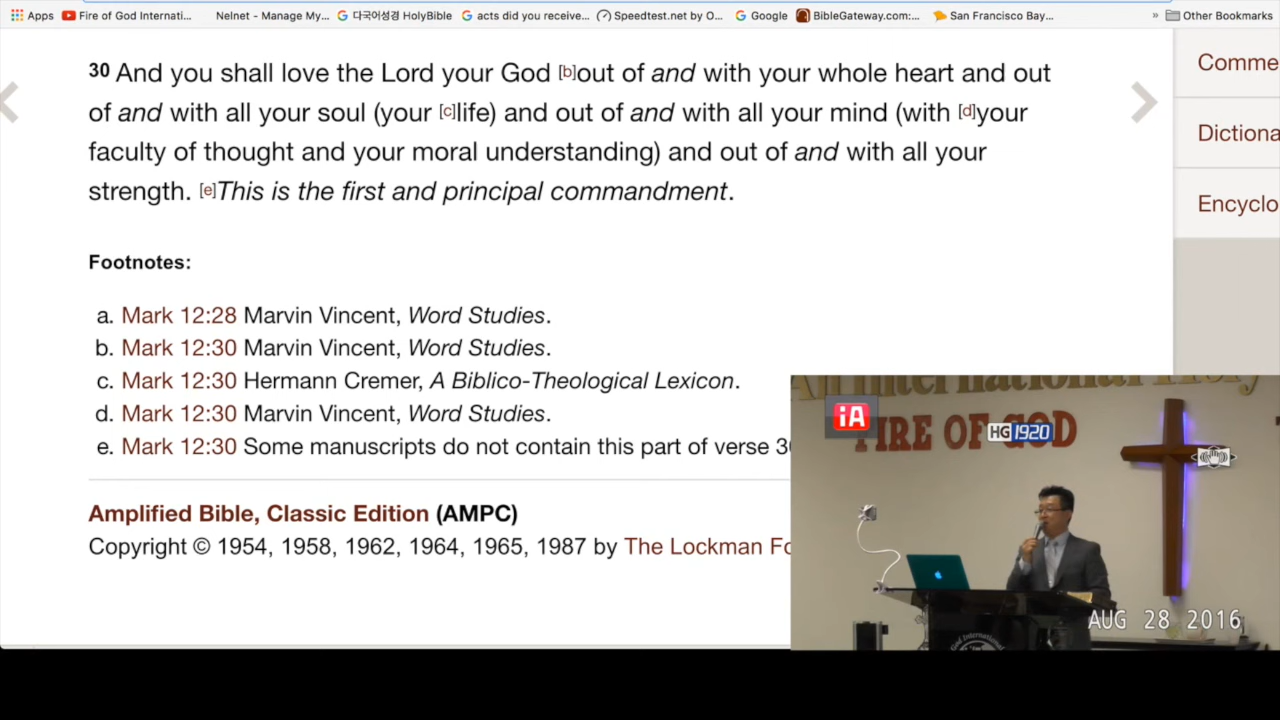 Apps Fire of God Internati... Nelnet - Manage My... 다국어성경 HolyBible acts did you receive... Speedtest.net by O... Google BibleGateway.com:... San Francisco Bay... » Other Bookmarks
30 And you shall love the Lord your God [b]out of and with your whole heart and out
of and with all your soul (your [c]life) and out of and with all your mind (with [d]your
faculty of thought and your moral understanding) and out of and with all your
strength. [e]This is the first and principal commandment.
Comme
Dictiona
Encyclo
Footnotes:
a. Mark 12:28 Marvin Vincent, Word Studies.
b. Mark 12:30 Marvin Vincent, Word Studies.
c. Mark 12:30 Hermann Cremer, A Biblico-Theological Lexicon.
d. Mark 12:30 Marvin Vincent, Word Studies.
e. Mark 12:30 Some manuscripts do not contain this part of verse 30
Amplified Bible, Classic Edition (AMPC)
Copyright © 1954, 1958, 1962, 1964, 1965, 1987 by The Lockman Fo
An International Holy
FIRE OF GOD
iA
HG 1920
AUG 28 2016
God International